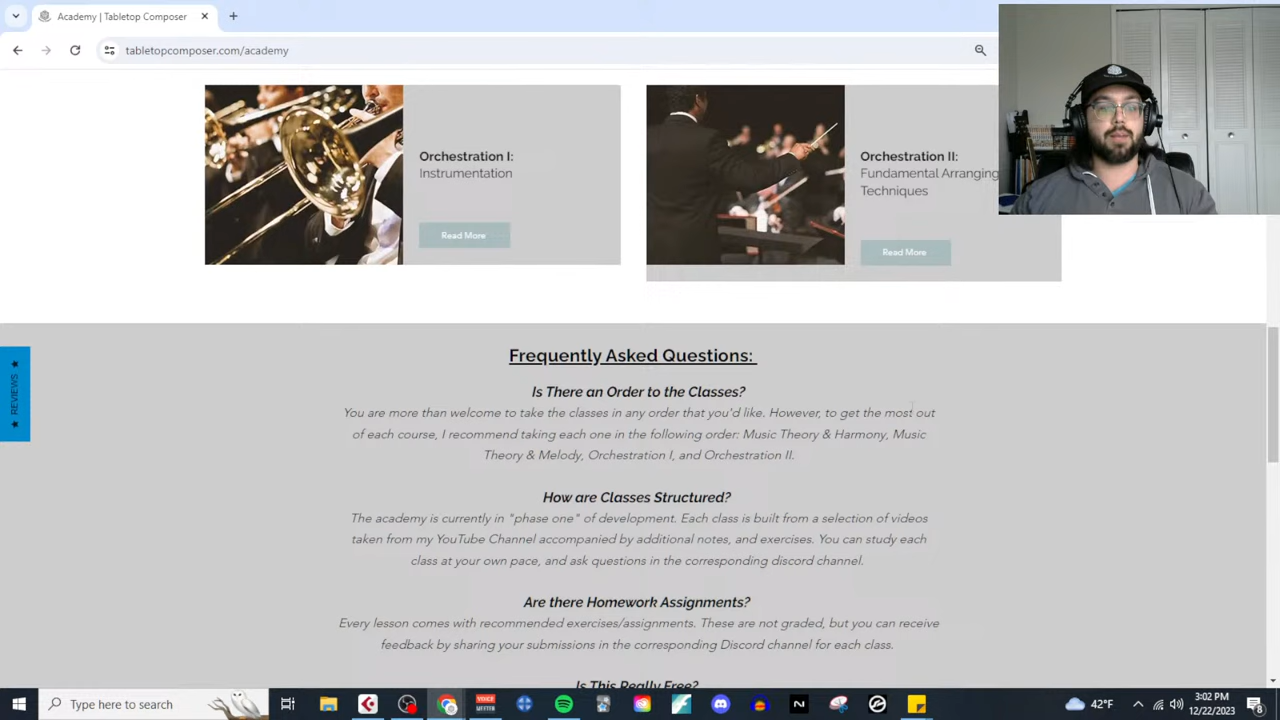 Academy | Tabletop Composer
tabletopcomposer.com/academy
Orchestration I:
Instrumentation
Read More
Orchestration II:
Fundamental Arranging
Techniques
Read More
REVIEWS
Frequently Asked Questions:
Is There an Order to the Classes?
You are more than welcome to take the classes in any order that you'd like. However, to get the most out
of each course, I recommend taking each one in the following order: Music Theory & Harmony, Music
Theory & Melody, Orchestration I, and Orchestration II.
How are Classes Structured?
The academy is currently in "phase one" of development. Each class is built from a selection of videos
taken from my YouTube Channel accompanied by additional notes, and exercises. You can study each
class at your own pace, and ask questions in the corresponding discord channel.
Are there Homework Assignments?
Every lesson comes with recommended exercises/assignments. These are not graded, but you can receive
feedback by sharing your submissions in the corresponding Discord channel for each class.
Is This Really Free?
Type here to search
42°F
3:02 PM
12/22/2023
8